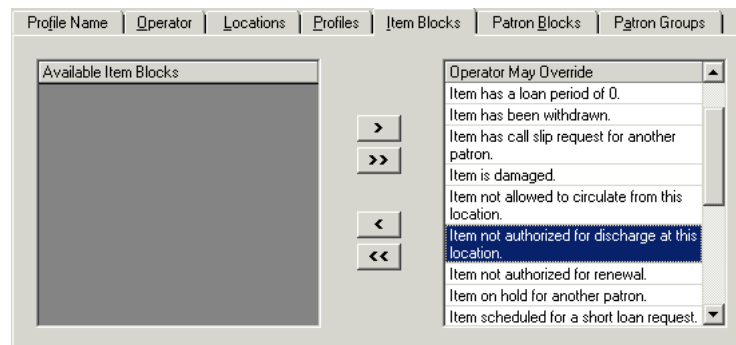 Profile Name Operator Locations Profiles Item Blocks Patron Blocks Patron Groups
Available Item Blocks
>
>>
<
<<
Operator May Override
Item has a loan period of 0.
Item has been withdrawn.
Item has call slip request for another
patron.
Item is damaged.
Item not allowed to circulate from this
location.
Item not authorized for discharge at this
location.
Item not authorized for renewal.
Item on hold for another patron.
Item scheduled for a short loan request.